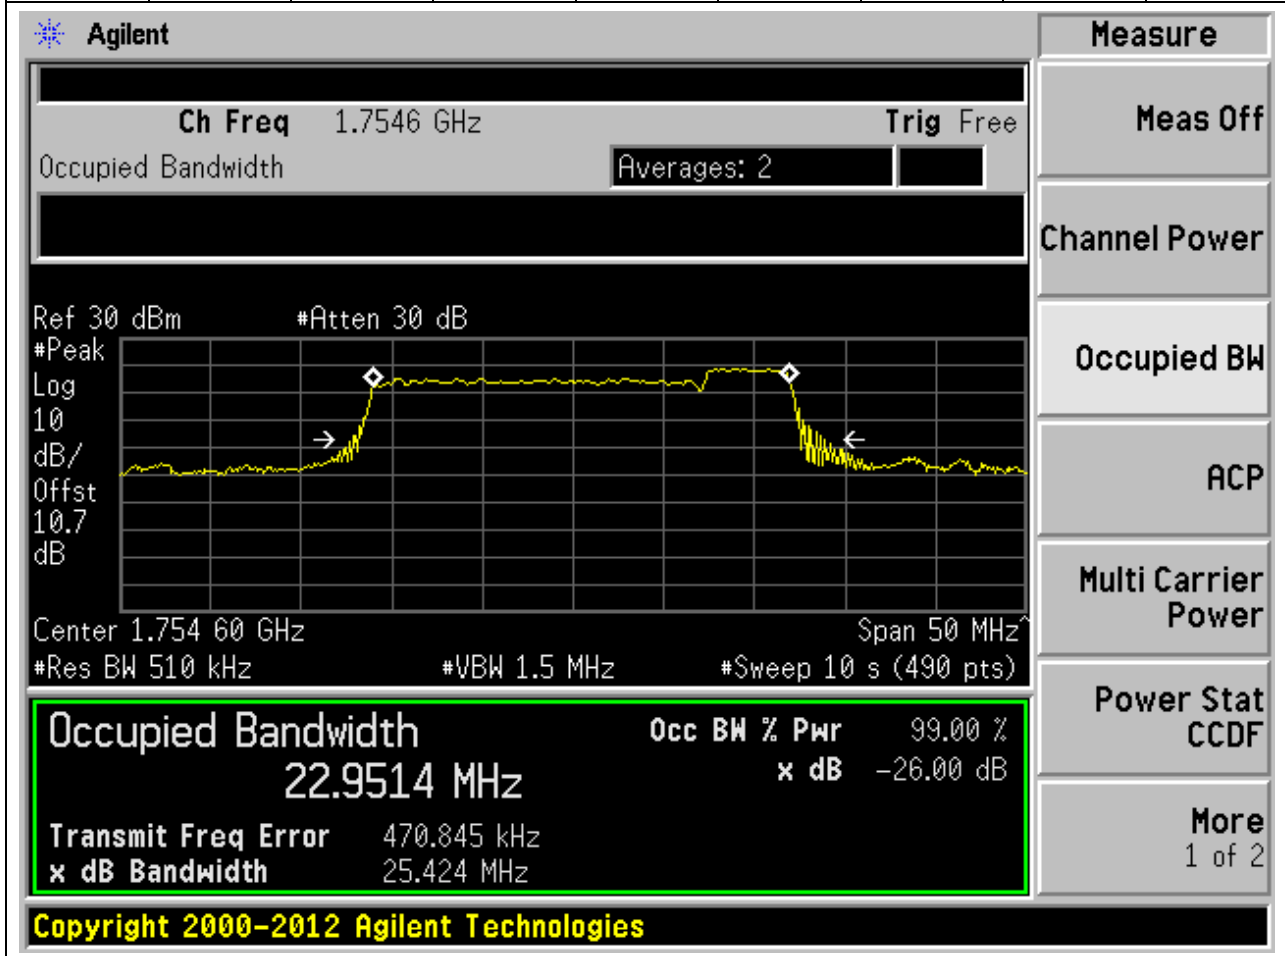 Agilent
Measure
Ch Freq 1.7546 GHz Trig Free
Meas Off
Occupied Bandwidth Averages: 2
Channel Power
Ref 30 dBm #Atten 30 dB
#Peak
Log
10
dB/
Offst
10.7
dB
Occupied BW
ACP
Multi Carrier
Power
Center 1.754 60 GHz Span 50 MHz^
#Res BW 510 kHz #VBW 1.5 MHz #Sweep 10 s (490 pts)
Power Stat
CCDF
Occupied Bandwidth Occ BW % Pwr 99.00 %
22.9514 MHz x dB -26.00 dB
Transmit Freq Error 470.845 kHz
x dB Bandwidth 25.424 MHz
More
1 of 2
Copyright 2000-2012 Agilent Technologies